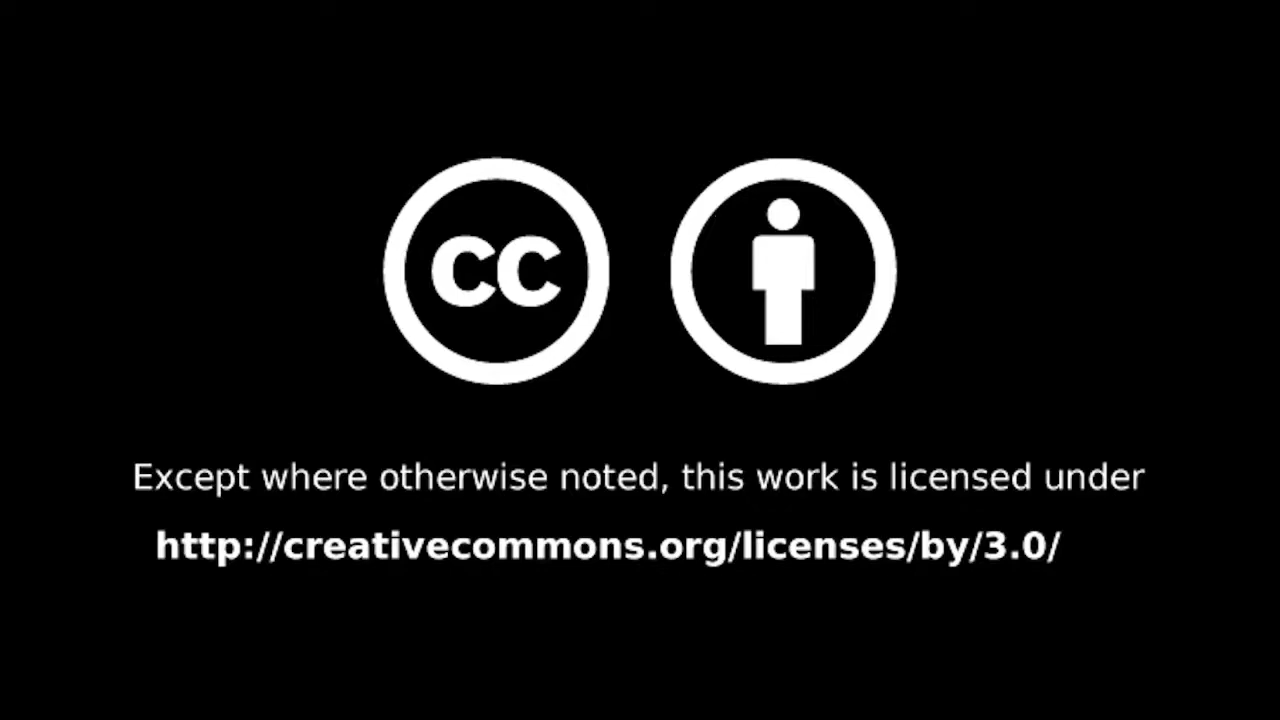 cc
Except where otherwise noted, this work is licensed under
http://creativecommons.org/licenses/by/3.0/